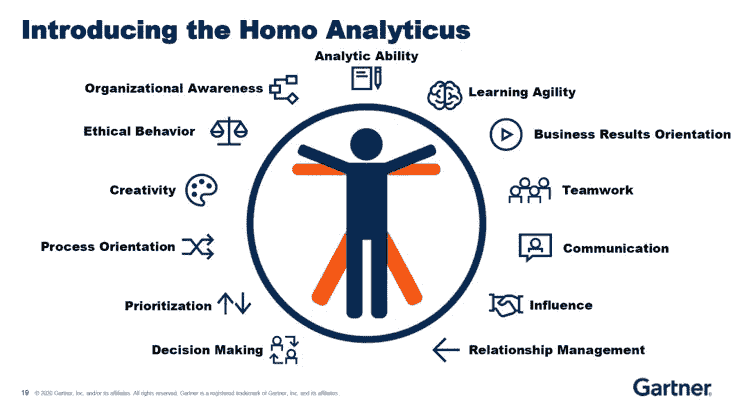 Introducing the Homo Analyticus
Analytic Ability
Organizational Awareness
Learning Agility
Ethical Behavior
Business Results Orientation
Creativity
Teamwork
Process Orientation
Communication
Prioritization
Influence
Decision Making
Relationship Management
19 © 2020 Gartner, Inc. and/or its affiliates. All rights reserved. Gartner is a registered trademark of Gartner, Inc. and its affiliates.
Gartner